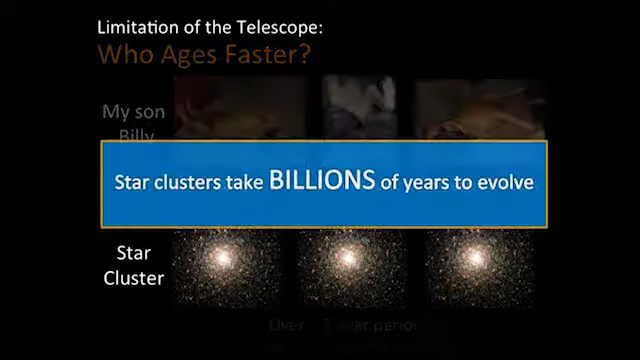 Limitation of the Telescope:
Who Ages Faster?
My son
Billy
Star clusters take BILLIONS of years to evolve
Star
Cluster
Over